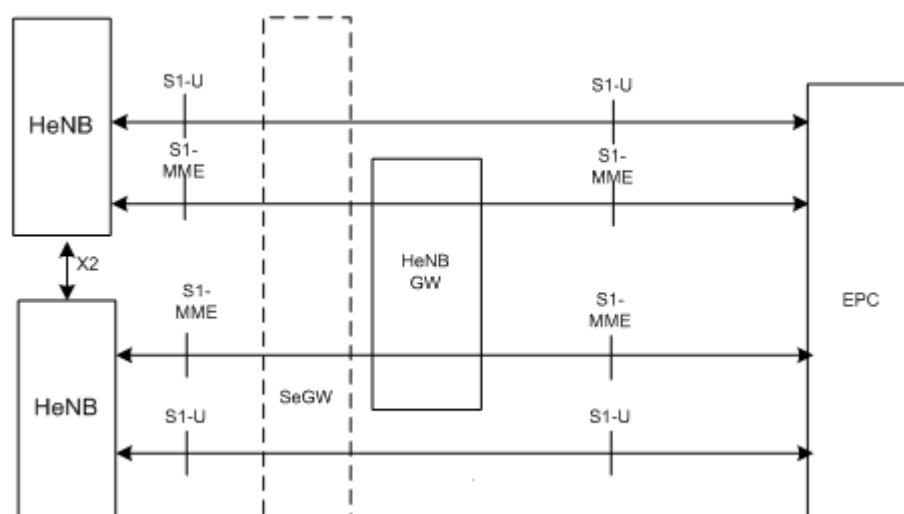 S1-U
S1-U
HeNB
S1-
MME
S1-
MME
X2
HeNB
GW
S1-
MME
S1-
MME
EPC
HeNB
SeGW
S1-U
S1-U